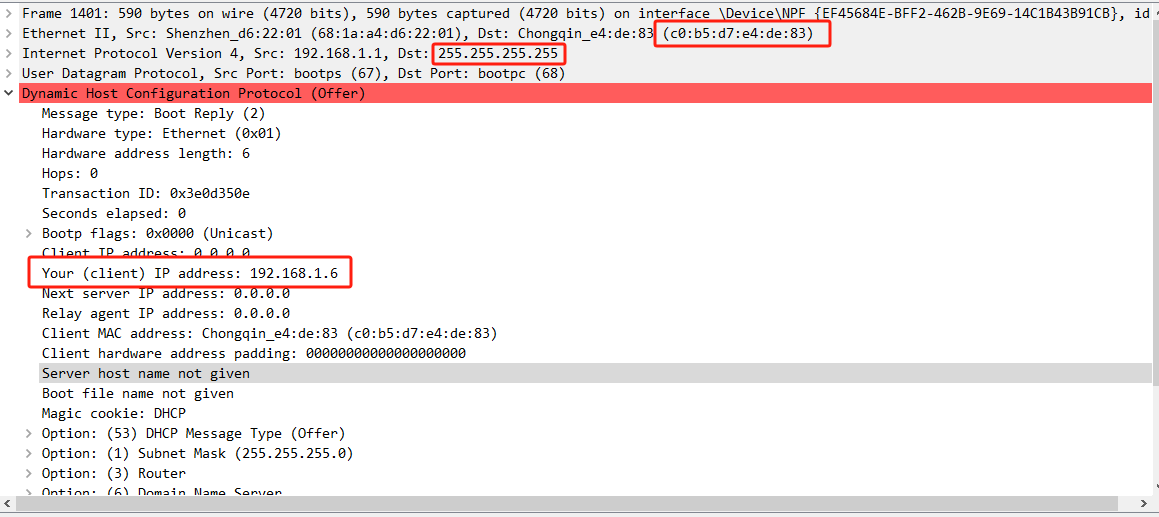 Frame 1401: 590 bytes on wire (4720 bits), 590 bytes captured (4720 bits) on interface \Device\NPF_{EF45684E-BFF2-462B-9E69-14C1B43B91CB}, id
Ethernet II, Src: Shenzhen_d6:22:01 (68:1a:a4:d6:22:01), Dst: Chongqin_e4:de:83 (c0:b5:d7:e4:de:83)
Internet Protocol Version 4, Src: 192.168.1.1, Dst: 255.255.255.255
User Datagram Protocol, Src Port: bootps (67), Dst Port: bootpc (68)
Dynamic Host Configuration Protocol (Offer)
Message type: Boot Reply (2)
Hardware type: Ethernet (0x01)
Hardware address length: 6
Hops: 0
Transaction ID: 0x3e0d350e
Seconds elapsed: 0
Bootp flags: 0x0000 (Unicast)
Client IP address: 0.0.0.0
Your (client) IP address: 192.168.1.6
Next server IP address: 0.0.0.0
Relay agent IP address: 0.0.0.0
Client MAC address: Chongqin_e4:de:83 (c0:b5:d7:e4:de:83)
Client hardware address padding: 00000000000000000000
Server host name not given
Boot file name not given
Magic cookie: DHCP
Option: (53) DHCP Message Type (Offer)
Option: (1) Subnet Mask (255.255.255.0)
Option: (3) Router
Option: (6) Domain Name Server